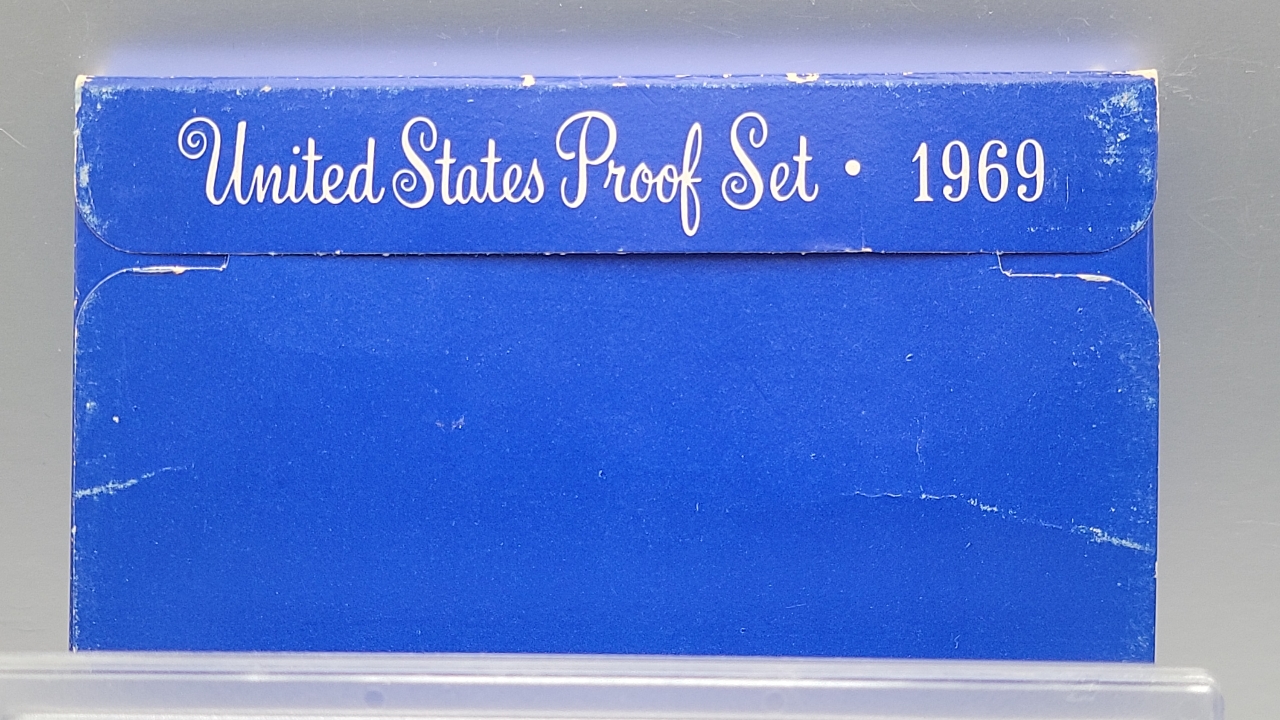 United States Proof Set • 1969